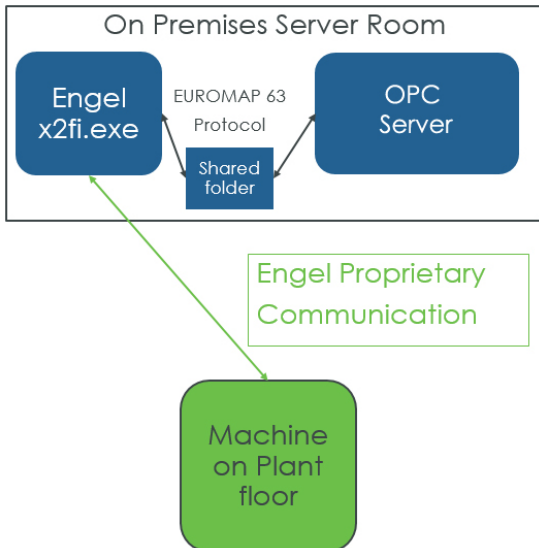 On Premises Server Room
Engel
x2fi.exe
EUROMAP 63
Protocol
Shared
folder
OPC
Server
Engel Proprietary
Communication
Machine
on Plant
floor